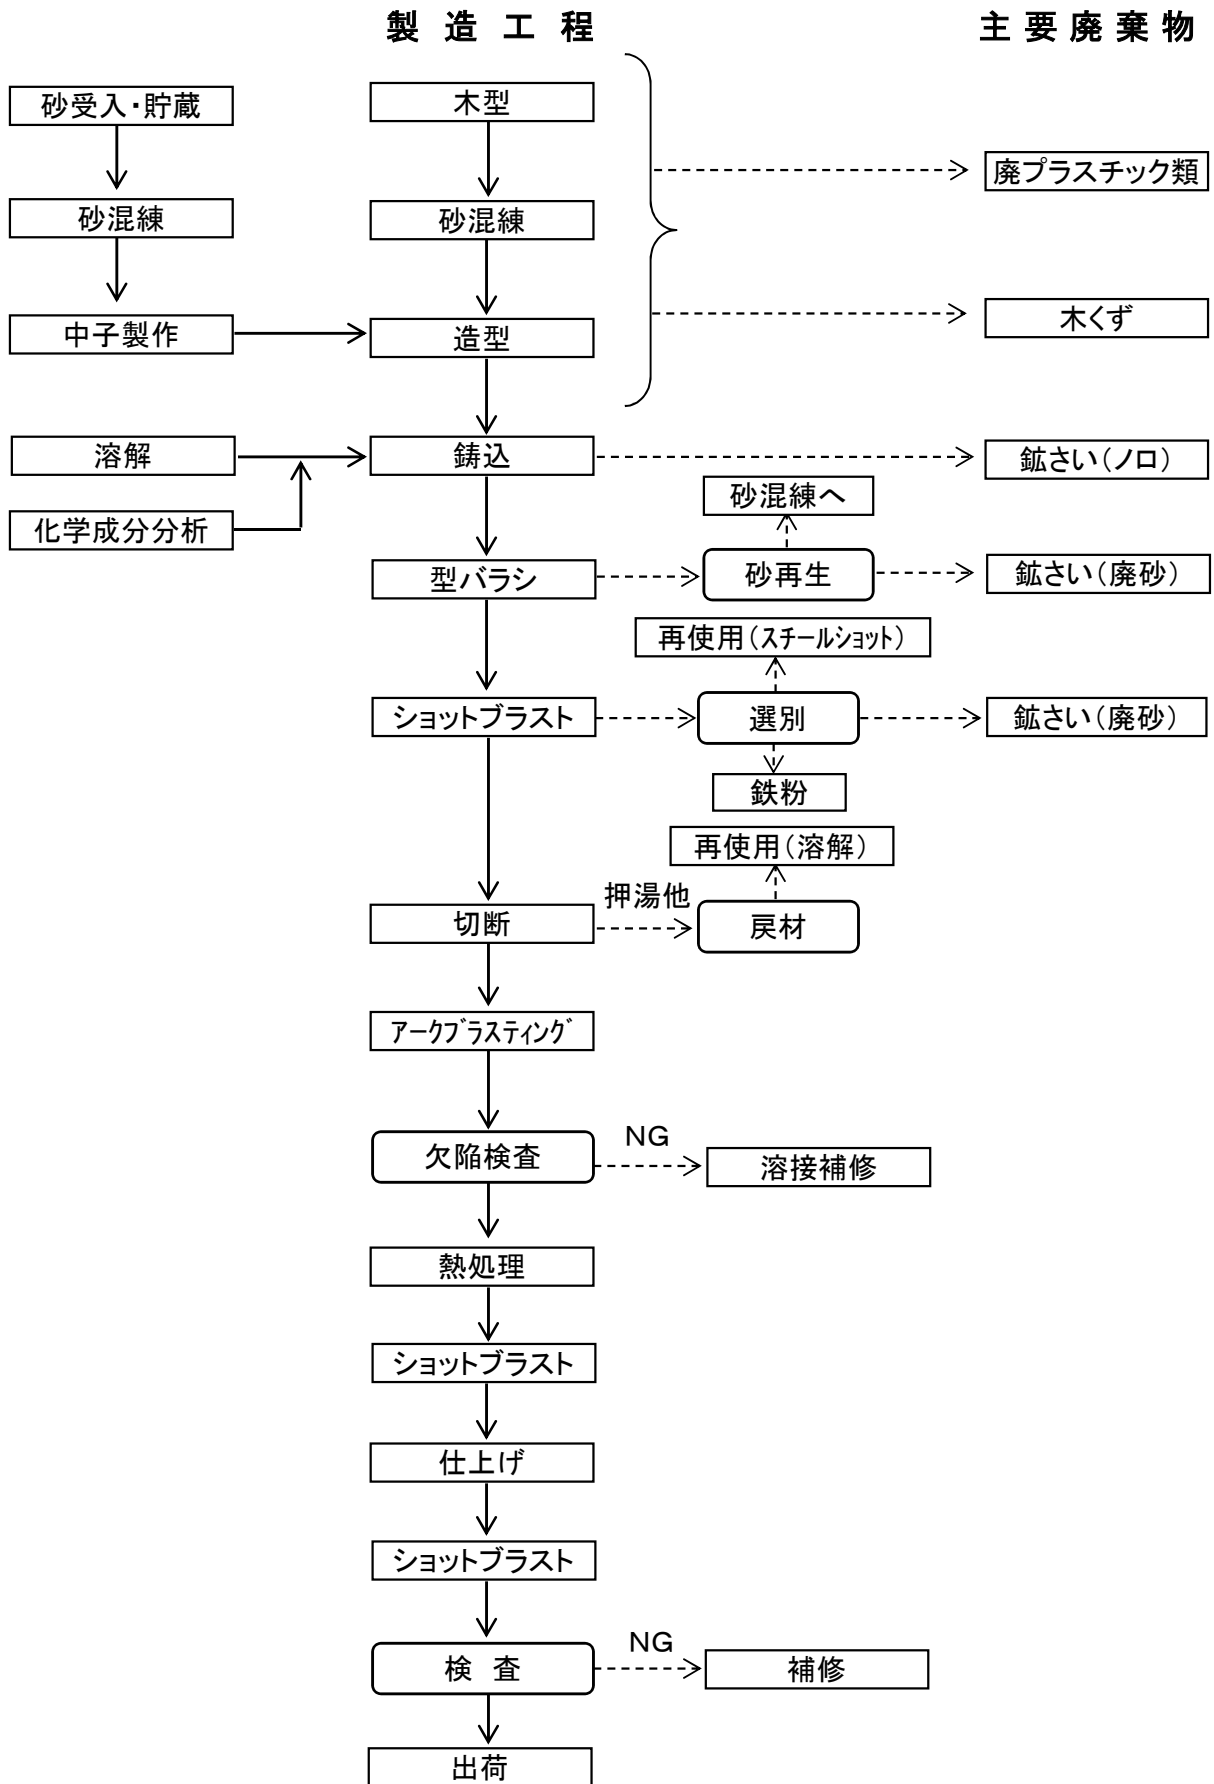 製造工程
主要廃棄物
砂受入・貯蔵
木型
廃プラスチック類
砂混練
砂混練
木くず
中子製作
造型
溶解
鋳込
鉱さい（ノロ）
砂混練へ
化学成分分析
型バラシ
砂再生
鉱さい（廃砂）
再使用（スチールショット）
ショットブラスト
選別
鉱さい（廃砂）
鉄粉
再使用（溶解）
押湯他
切断
戻材
アークブラスティング
NG
欠陥検査
溶接補修
熱処理
ショットブラスト
仕上げ
ショットブラスト
NG
検 査
補修
出荷